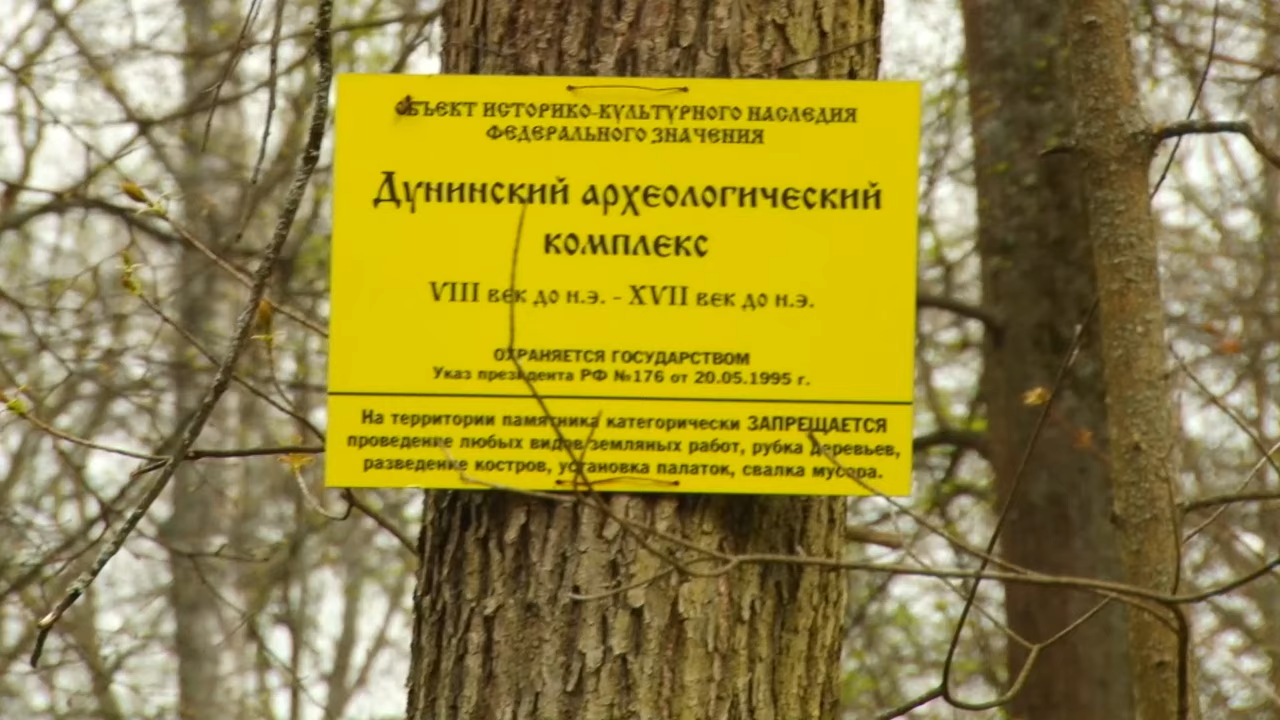 ОБЪЕКТ ИСТОРИКО-КУЛЬТУРНОГО НАСЛЕДИЯ
ФЕДЕРАЛЬНОГО ЗНАЧЕНИЯ
Дунинский археологический
комплекс
VIII век до н.э. - XVII век до н.э.
ОХРАНЯЕТСЯ ГОСУДАРСТВОМ
Указ президента РФ №176 от 20.05.1995 г.
На территории памятника категорически ЗАПРЕЩАЕТСЯ
проведение любых видов земляных работ, рубка деревьев,
разведение костров, установка палаток, свалка мусора.